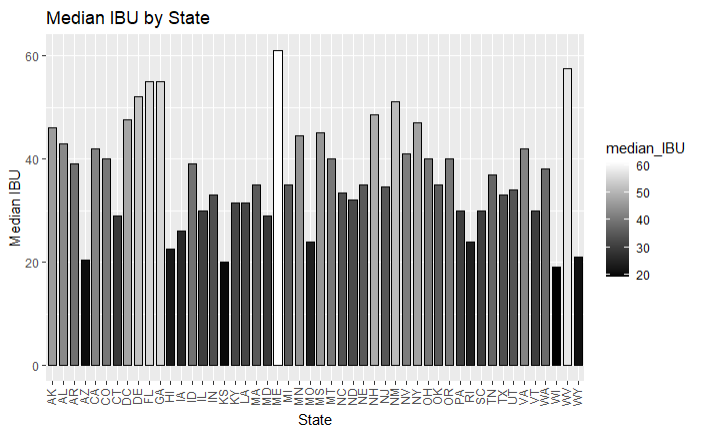 Median IBU by State
60
40
20
0
Median IBU
AK AL AR AZ CA CO CT DC DE FL GA HI IA ID IL IN KS KY LA MA MD ME MI MN MO MS MT NC ND NE NH NJ NM NV NY OH OK OR PA RI SC TN TX UT VA VT WA WI WV WY
State
median_IBU
60
50
40
30
20